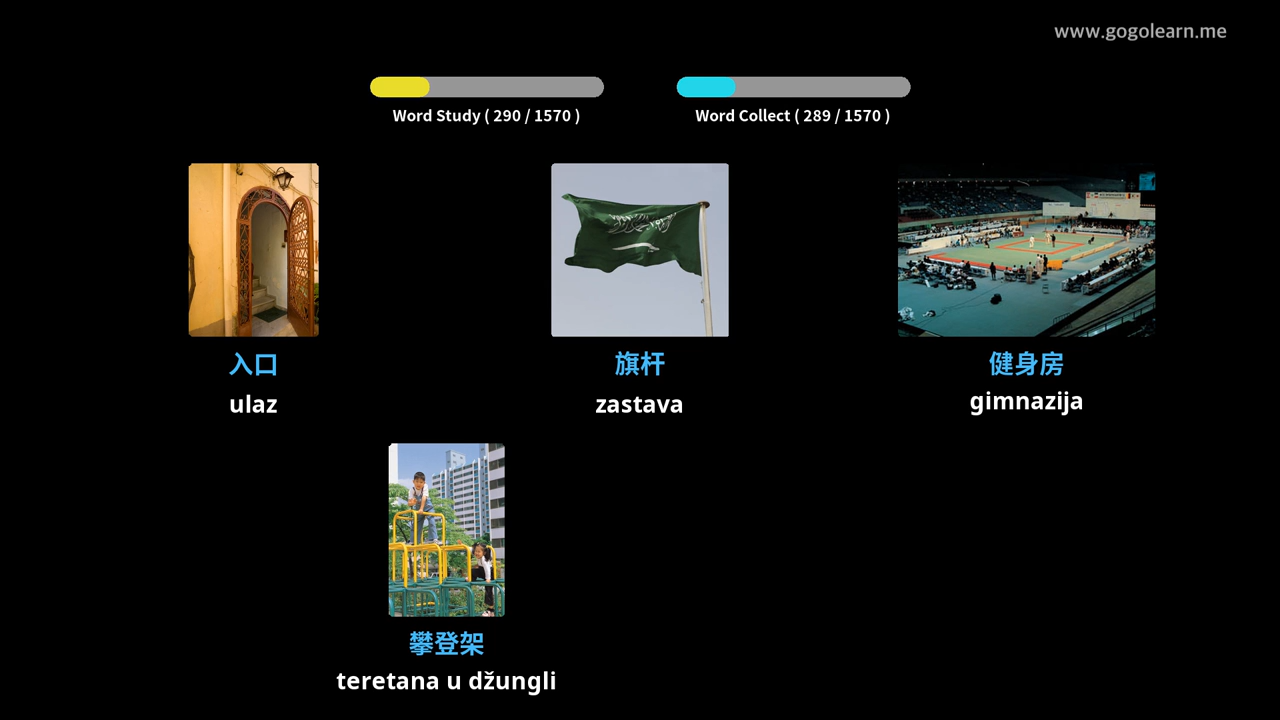 www.gogolearn.me
Word Study ( 290 / 1570 )
Word Collect ( 289 / 1570 )
入口
ulaz
旗杆
zastava
健身房
gimnazija
攀登架
teretana u džungli